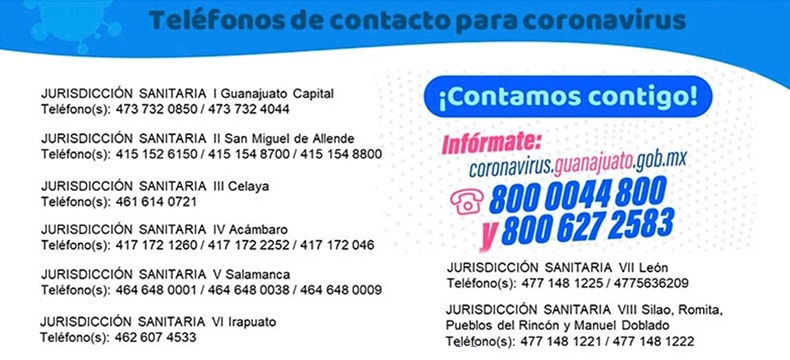 Teléfonos de contacto para coronavirus
JURISDICCIÓN SANITARIA I Guanajuato Capital
Teléfono(s): 473 732 0850 / 473 732 4044
JURISDICCIÓN SANITARIA II San Miguel de Allende
Teléfono(s): 415 152 6150 / 415 154 8700 / 415 154 8800
JURISDICCIÓN SANITARIA III Celaya
Teléfono(s): 461 614 0721
JURISDICCIÓN SANITARIA IV Acámbaro
Teléfono(s): 417 172 1260 / 417 172 2252 / 417 172 046
JURISDICCIÓN SANITARIA V Salamanca
Teléfono(s): 464 648 0001 / 464 648 0038 / 464 648 0009
JURISDICCIÓN SANITARIA VI Irapuato
Teléfono(s): 462 607 4533
¡Contamos contigo!
Infórmate:
coronavirus.guanajuato.gob.mx
800 0044 800
y 800 627 2583
JURISDICCIÓN SANITARIA VII León
Teléfono(s): 477 148 1225 / 4775636209
JURISDICCIÓN SANITARIA VIII Silao, Romita,
Pueblos del Rincón y Manuel Doblado
Teléfono(s): 477 148 1221 / 477 148 1222